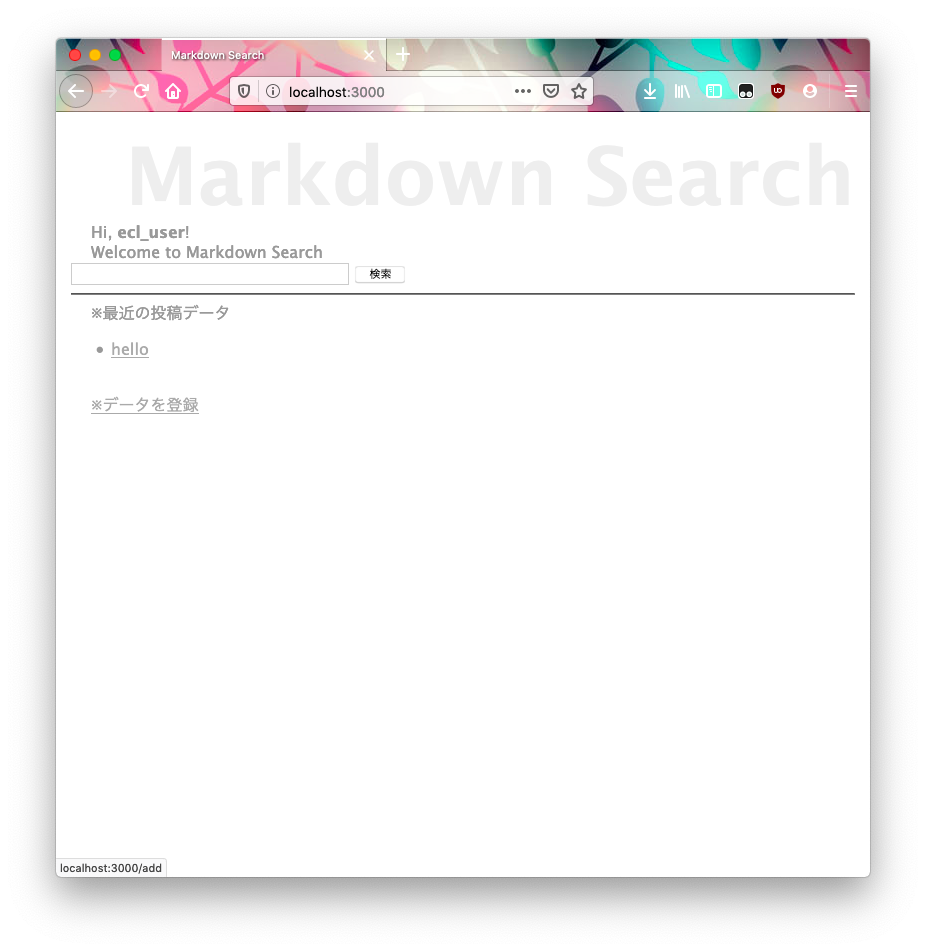 Markdown Search
localhost:3000
Markdown Search
Hi, ecl_user!
Welcome to Markdown Search
検索
※最近の投稿データ
hello
※データを登録
localhost:3000/add